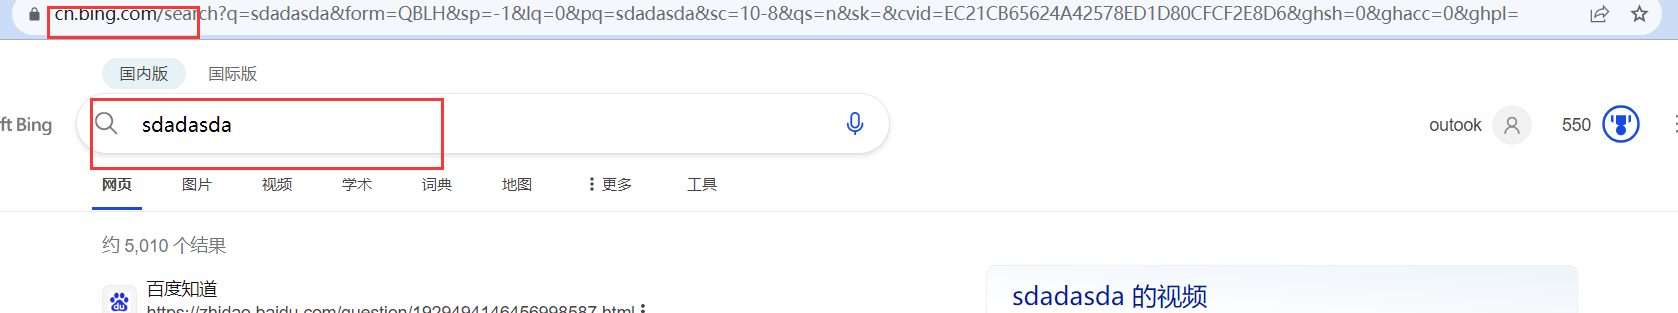 cn.bing.com/search?q=sdadasda&form=QBLH&sp=-1&lq=0&pq=sdadasda&sc=10-8&qs=n&sk=&cvid=EC21CB65624A42578ED1D80CFCF2E8D6&ghsh=0&ghacc=0&ghpl=
国内版 国际版
ft Bing sdadasda outook 550
网页 图片 视频 学术 词典 地图 更多 工具
约 5,010 个结果
百度知道
sdadasda 的视频
https://zhidao.baidu.com/question/1929494146456998587.html